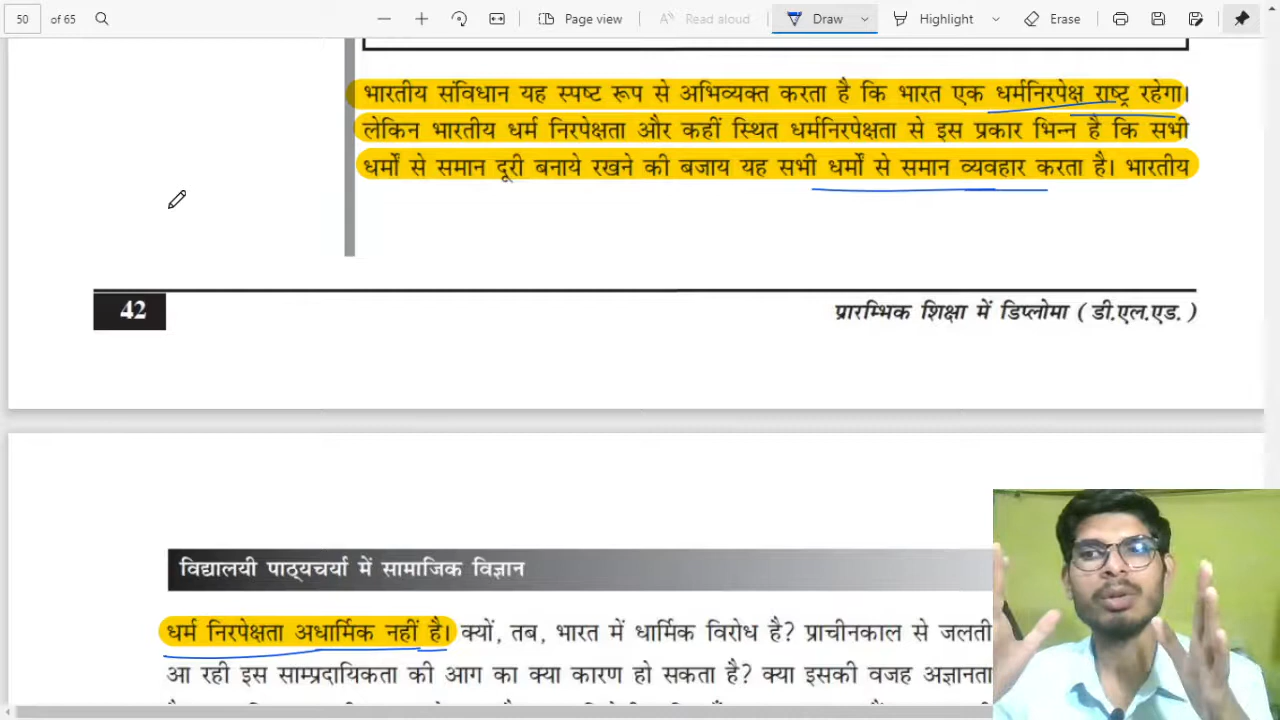 50 of 65 Page view Read aloud Draw Highlight Erase
भारतीय संविधान यह स्पष्ट रूप से अभिव्यक्त करता है कि भारत एक धर्मनिरपेक्ष राष्ट्र रहेगा।
लेकिन भारतीय धर्म निरपेक्षता और कहीं स्थित धर्मनिरपेक्षता से इस प्रकार भिन्न है कि सभी
धर्मों से समान दूरी बनाये रखने की बजाय यह सभी धर्मों से समान व्यवहार करता है। भारतीय
42 प्रारम्भिक शिक्षा में डिप्लोमा ( डी.एल.एड. )
विद्यालयी पाठ्यचर्या में सामाजिक विज्ञान
धर्म निरपेक्षता अधार्मिक नहीं है। क्यों, तब, भारत में धार्मिक विरोध है? प्राचीनकाल से जलती
आ रही इस साम्प्रदायिकता की आग का क्या कारण हो सकता है? क्या इसकी वजह अज्ञानता